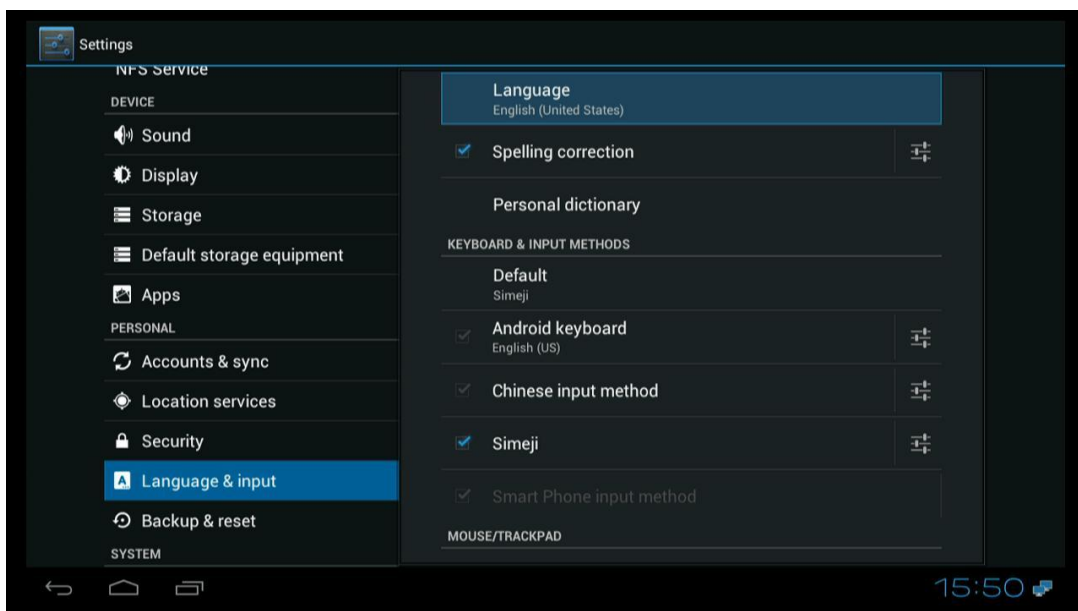 Settings
NFS Service
DEVICE
Sound
Display
Storage
Default storage equipment
Apps
PERSONAL
Accounts & sync
Location services
Security
Language & input
Backup & reset
SYSTEM
Language
English (United States)
Spelling correction
Personal dictionary
KEYBOARD & INPUT METHODS
Default
Simeji
Android keyboard
English (US)
Chinese input method
Simeji
Smart Phone input method
MOUSE/TRACKPAD
15:50